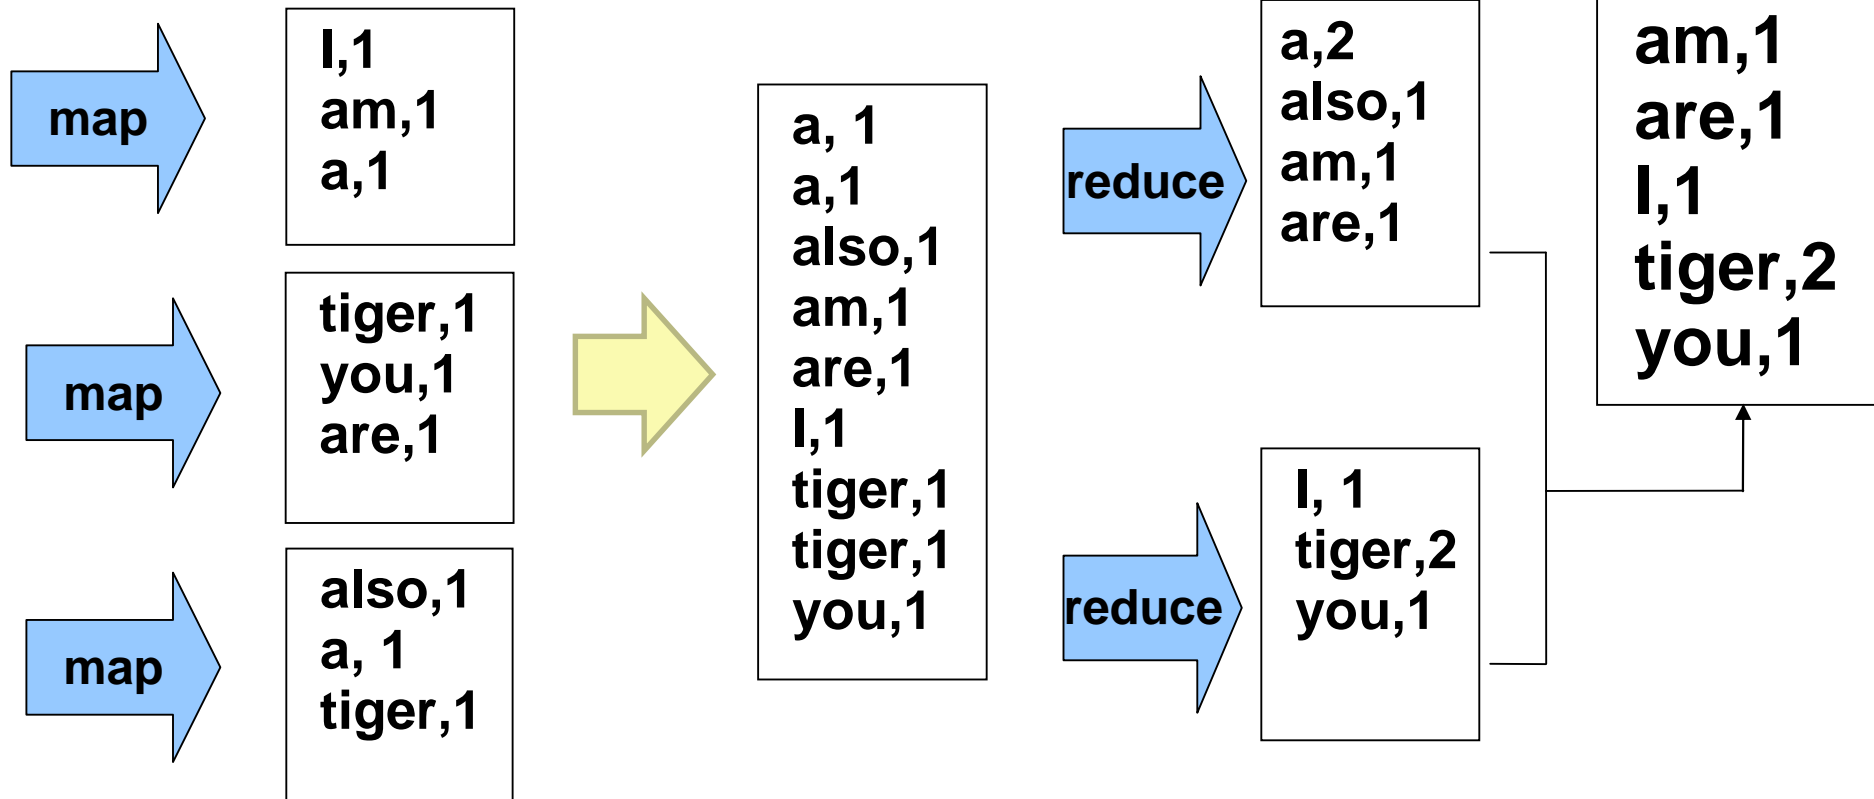 map
I,1
am,1
a,1
map
tiger,1
you,1
are,1
map
also,1
a, 1
tiger,1
a, 1
a,1
also,1
am,1
are,1
I,1
tiger,1
tiger,1
you,1
reduce
a,2
also,1
am,1
are,1
reduce
I, 1
tiger,2
you,1
am,1
are,1
I,1
tiger,2
you,1